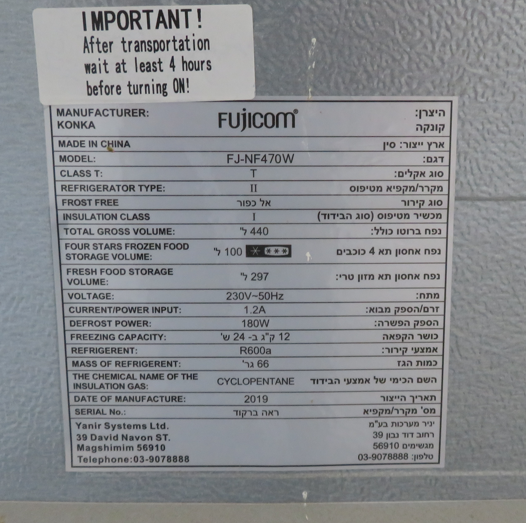 IMPORTANT!
After transportation
wait at least 4 hours
before turning ON!
MANUFACTURER: FUJICOM® היצרן:
KONKA קונקה
MADE IN CHINA ארץ ייצור: סין
MODEL: FJ-NF470W דגם:
CLASS T: T סוג אקלים:
REFRIGERATOR TYPE: II מקרר/מקפיא מטיפוס
FROST FREE אל כפור סוג קירור
INSULATION CLASS I מכשיר מטיפוס (סוג הבידוד)
TOTAL GROSS VOLUME: 440 ל' נפח ברוטו כולל:
FOUR STARS FROZEN FOOD
STORAGE VOLUME: 100 ל' נפח אחסון תא 4 כוכבים
FRESH FOOD STORAGE
VOLUME: 297 ל' נפח אחסון תא מזון טרי:
VOLTAGE: 230V~50Hz מתח:
CURRENT/POWER INPUT: 1.2A זרם/הספק מבוא:
DEFROST POWER: 180W הספק הפשרה:
FREEZING CAPACITY: 12 ק"ג ב- 24 ש' כושר הקפאה
REFRIGERENT: R600a אמצעי קירור:
MASS OF REFRIGERENT: 66 גר' כמות הגז
THE CHEMICAL NAME OF THE
INSULATION GAS: CYCLOPENTANE השם הכימי של אמצעי הבידוד
DATE OF MANUFACTURE: 2019 תאריך הייצור
SERIAL No.: ראה ברקוד מס' מקרר/מקפיא
Yanir Systems Ltd. יניר מערכות בע"מ
39 David Navon ST. רחוב דוד נבון 39
Magshimim 56910 מגשימים 56910
Telephone:03-9078888 טלפון: 03-9078888